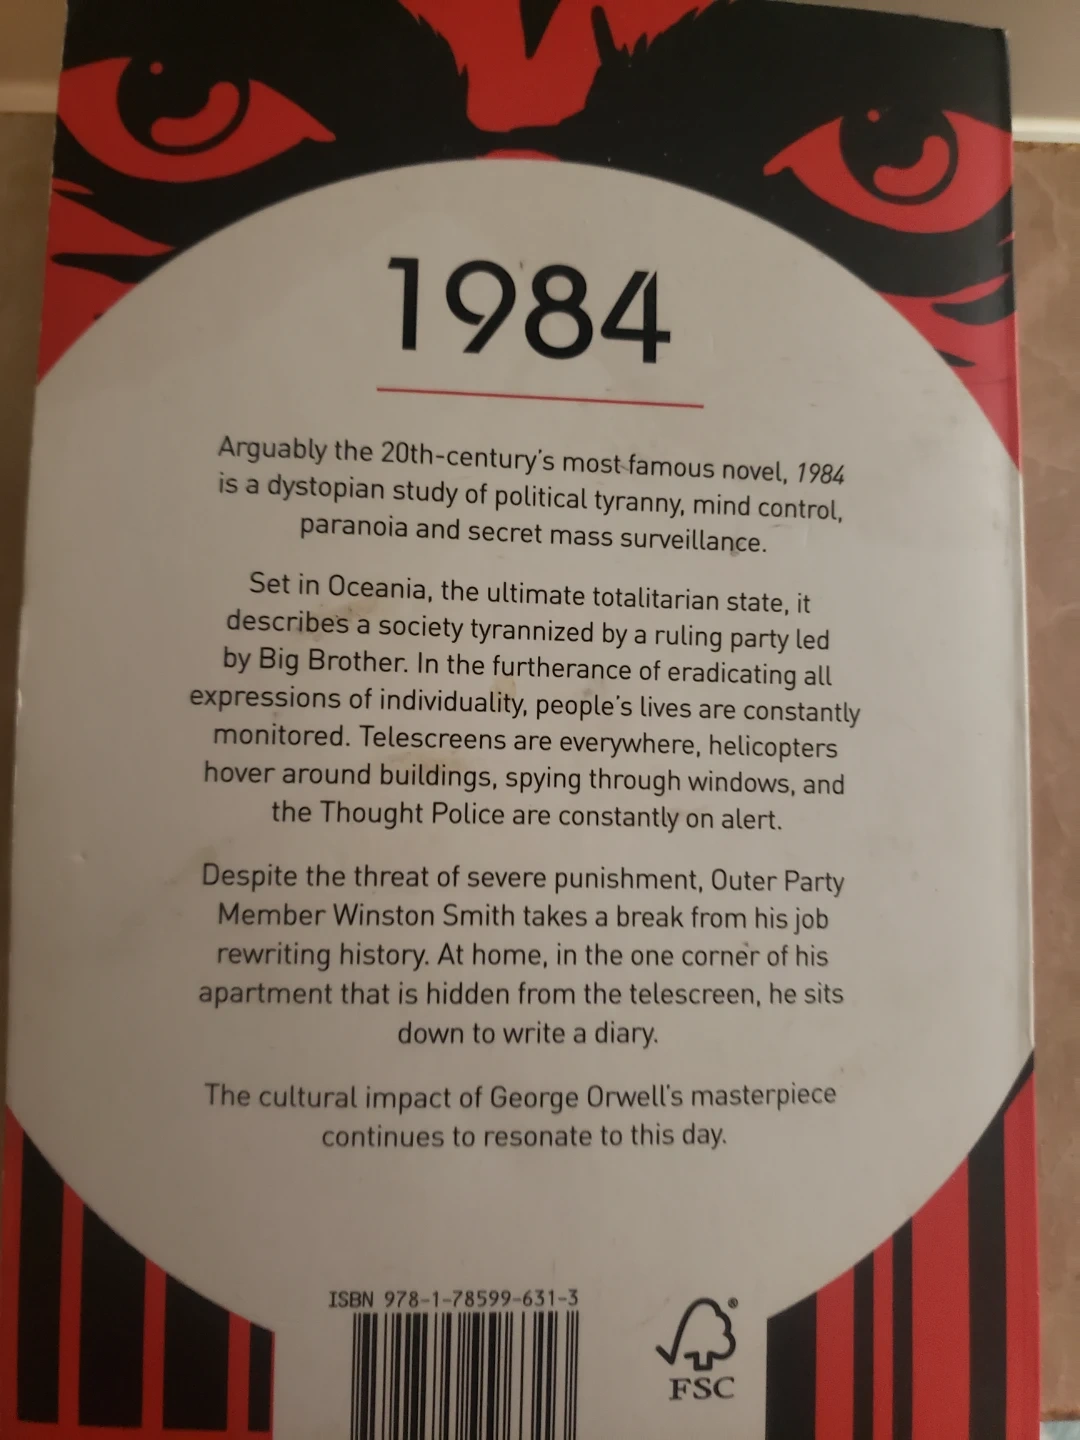 1984
Arguably the 20th-century's most famous novel, 1984
is a dystopian study of political tyranny, mind control,
paranoia and secret mass surveillance.
Set in Oceania, the ultimate totalitarian state, it
describes a society tyrannized by a ruling party led
by Big Brother. In the furtherance of eradicating all
expressions of individuality, people's lives are constantly
monitored. Telescreens are everywhere, helicopters
hover around buildings, spying through windows, and
the Thought Police are constantly on alert.
Despite the threat of severe punishment, Outer Party
Member Winston Smith takes a break from his job
rewriting history. At home, in the one corner of his
apartment that is hidden from the telescreen, he sits
down to write a diary.
The cultural impact of George Orwell's masterpiece
continues to resonate to this day.
ISBN 978-1-78599-631-3
®
FSC